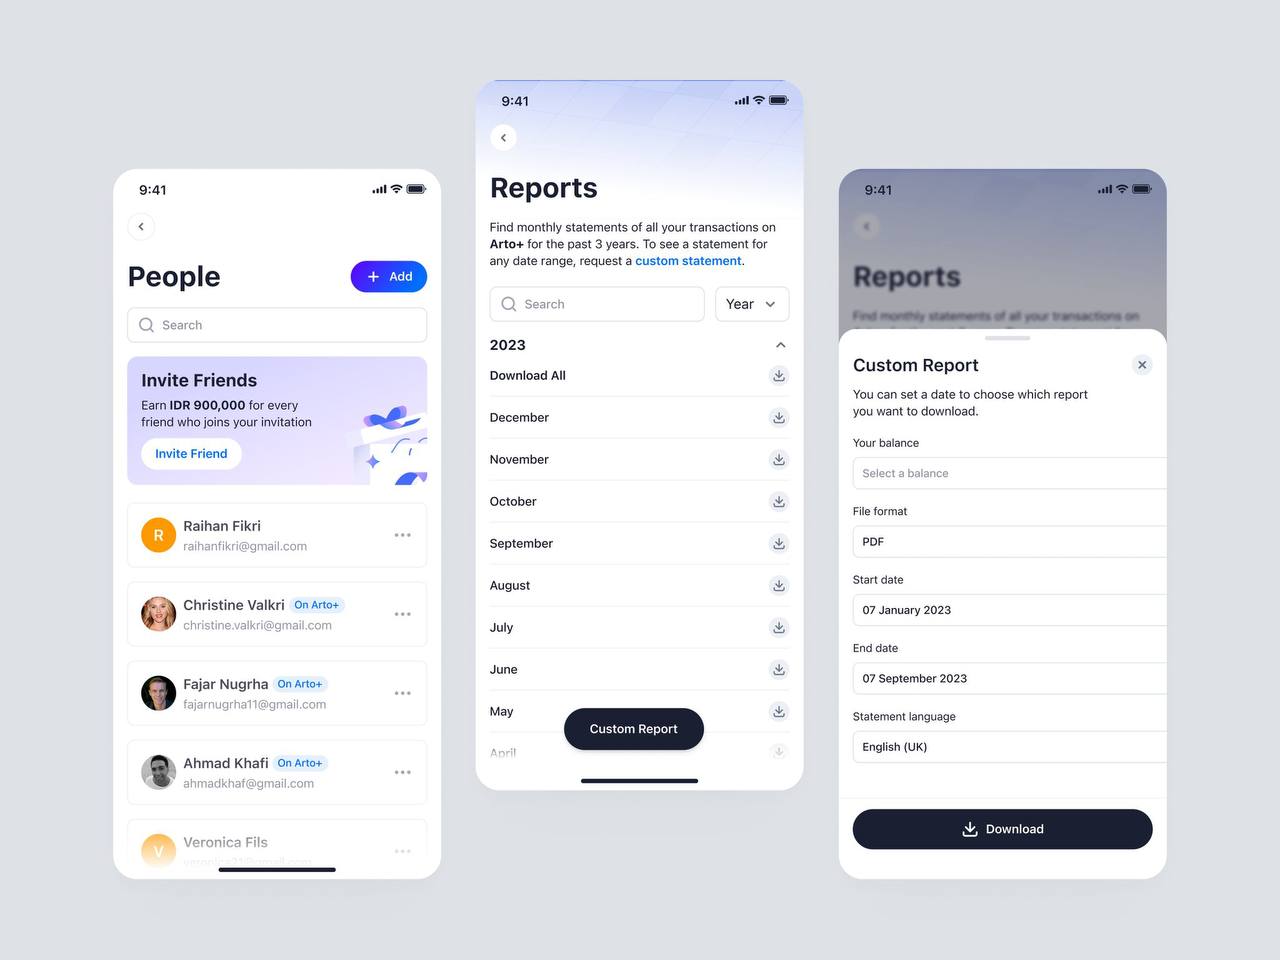 9:41
People
Add
Search
Invite Friends
Earn IDR 900,000 for every
friend who joins your invitation
Invite Friend
R
Raihan Fikri
raihanfikri@gmail.com
Christine Valkri On Arto+
christine.valkri@gmail.com
Fajar Nugrha On Arto+
fajarnugrha11@gmail.com
Ahmad Khafi On Arto+
ahmadkhaf@gmail.com
V
Veronica Fils
veronica21@gmail.com
9:41
Reports
Find monthly statements of all your transactions on
Arto+ for the past 3 years. To see a statement for
any date range, request a custom statement.
Search
Year
2023
Download All
December
November
October
September
August
July
June
May
April
Custom Report
9:41
Reports
Find monthly statements of all your transactions on
Custom Report
You can set a date to choose which report
you want to download.
Your balance
Select a balance
File format
PDF
Start date
07 January 2023
End date
07 September 2023
Statement language
English (UK)
Download